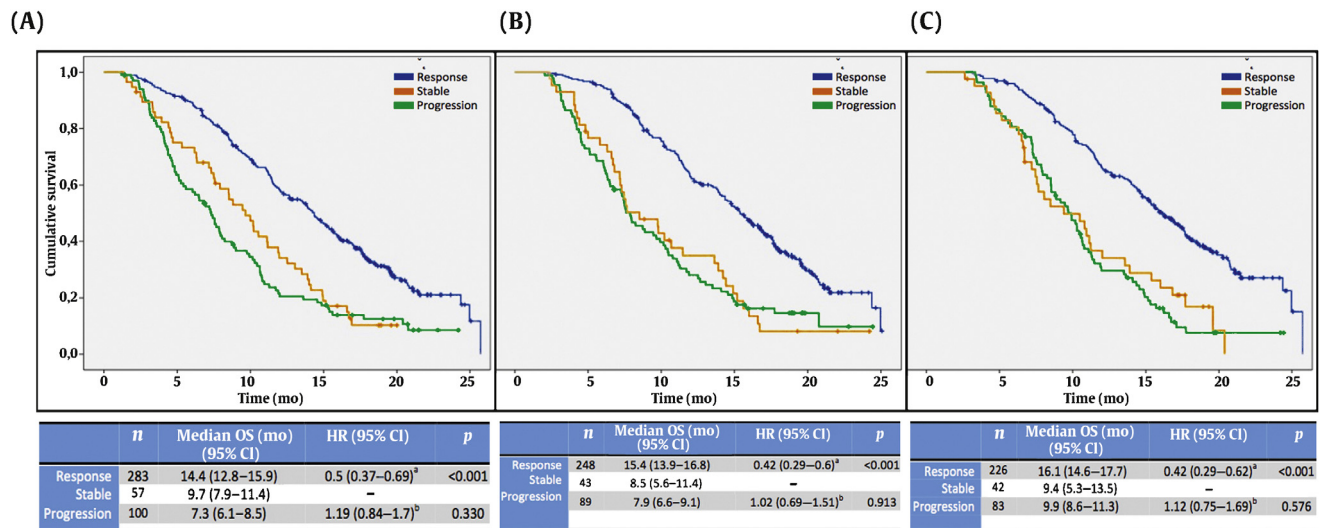 (A)
(B)
(C)
Cumulative survival
1,0
0,8
0,6
0,4
0,2
0,0
Response
Stable
Progression
0 5 10 15 20 25
Time (mo)
Response
Stable
Progression
0 5 10 15 20 25
Time (mo)
Response
Stable
Progression
0 5 10 15 20 25
Time (mo)
n Median OS (mo) HR (95% CI) p
(95% CI)
Response 283 14.4 (12.8–15.9) 0.5 (0.37–0.69)ᵃ <0.001
Stable 57 9.7 (7.9–11.4) –
Progression 100 7.3 (6.1–8.5) 1.19 (0.84–1.7)ᵇ 0.330
n Median OS (mo) HR (95% CI) p
(95% CI)
Response 248 15.4 (13.9–16.8) 0.42 (0.29–0.6)ᵃ <0.001
Stable 43 8.5 (5.6–11.4) –
Progression 89 7.9 (6.6–9.1) 1.02 (0.69–1.51)ᵇ 0.913
n Median OS (mo) HR (95% CI) p
(95% CI)
Response 226 16.1 (14.6–17.7) 0.42 (0.29–0.62)ᵃ <0.001
Stable 42 9.4 (5.3–13.5) –
Progression 83 9.9 (8.6–11.3) 1.12 (0.75–1.69)ᵇ 0.576